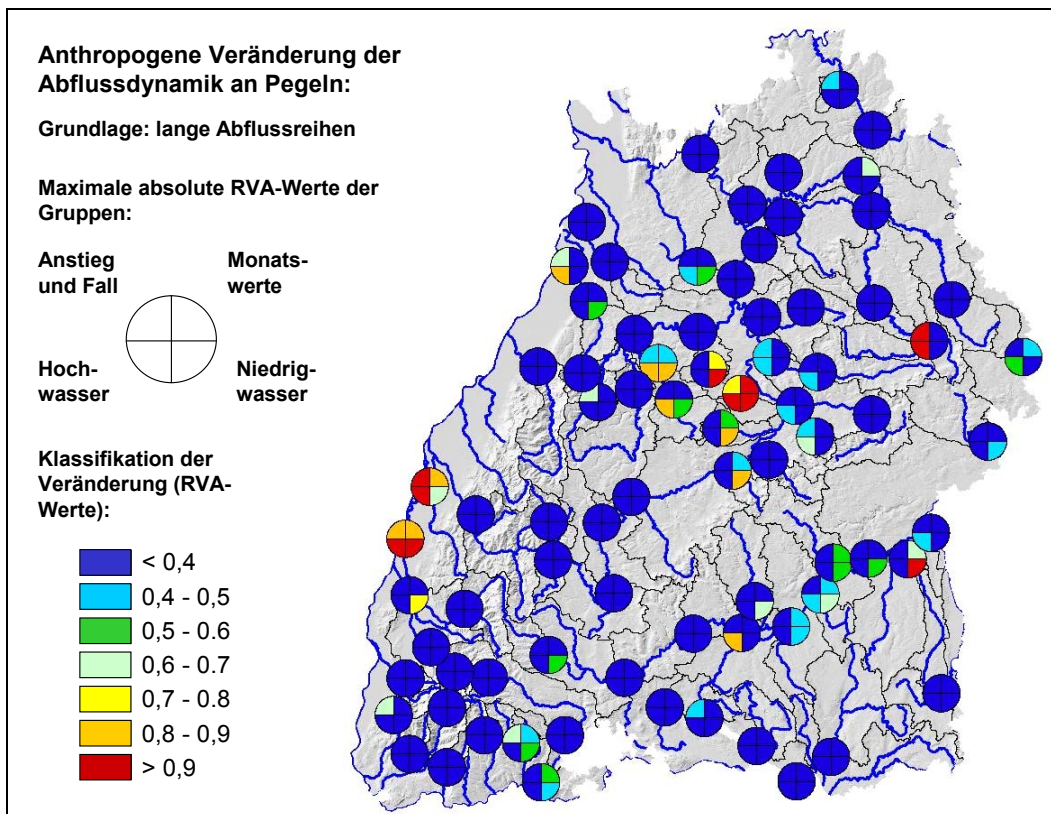 Anthropogene Veränderung der
Abflussdynamik an Pegeln:
Grundlage: lange Abflussreihen
Maximale absolute RVA-Werte der
Gruppen:
Anstieg
und Fall
Monats-
werte
Hoch-
wasser
Niedrig-
wasser
Klassifikation der
Veränderung (RVA-
Werte):
< 0,4
0,4 - 0,5
0,5 - 0.6
0,6 - 0,7
0,7 - 0,8
0,8 - 0,9
> 0,9